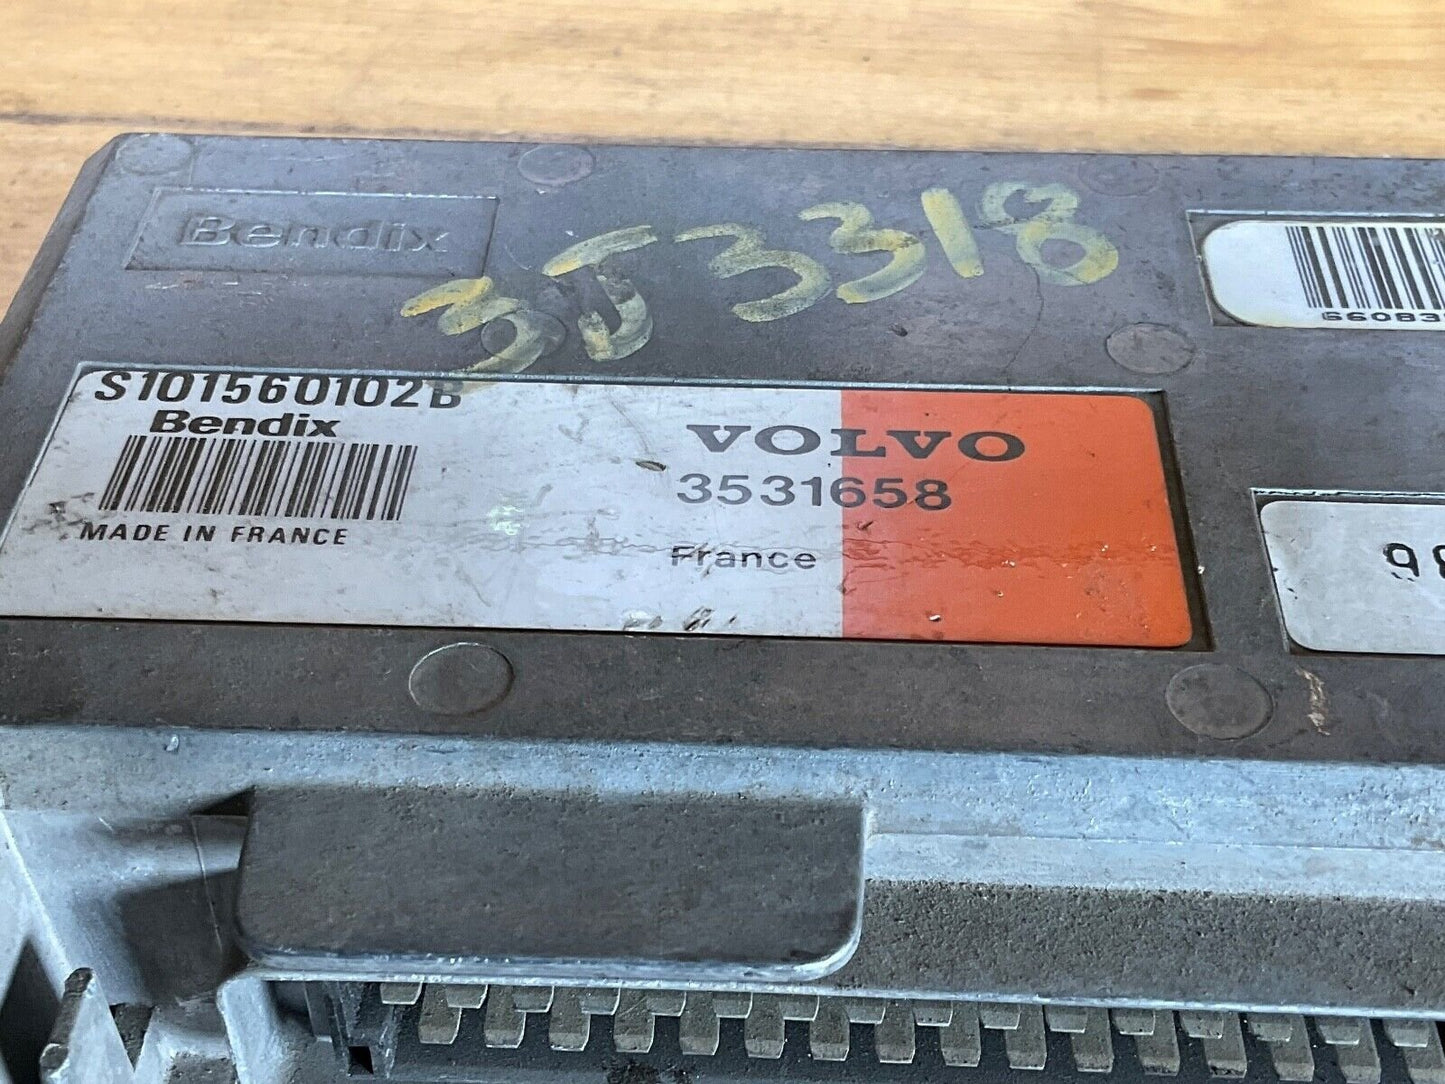 Bendix
3J3318
S101560102B
Bendix
MADE IN FRANCE
VOLVO
3531658
France